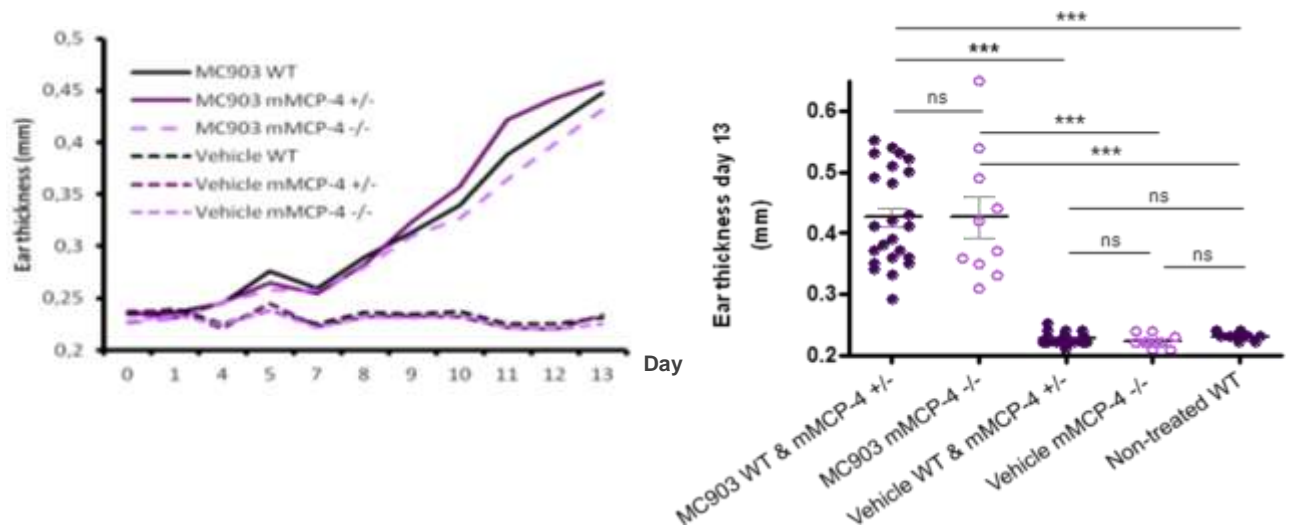 0,5
0,45
0,4
0,35
0,3
0,25
0,2
Ear thickness (mm)
MC903 WT
MC903 mMCP-4 +/-
MC903 mMCP-4 -/-
Vehicle WT
Vehicle mMCP-4 +/-
Vehicle mMCP-4 -/-
0 1 4 5 7 8 9 10 11 12 13
Day
***
***
ns
***
***
ns
ns
ns
0.6
0.5
0.4
0.3
0.2
Ear thickness day 13
(mm)
MC903 WT & mMCP-4 +/-
MC903 mMCP-4 -/-
Vehicle WT & mMCP-4 +/-
Vehicle mMCP-4 -/-
Non-treated WT